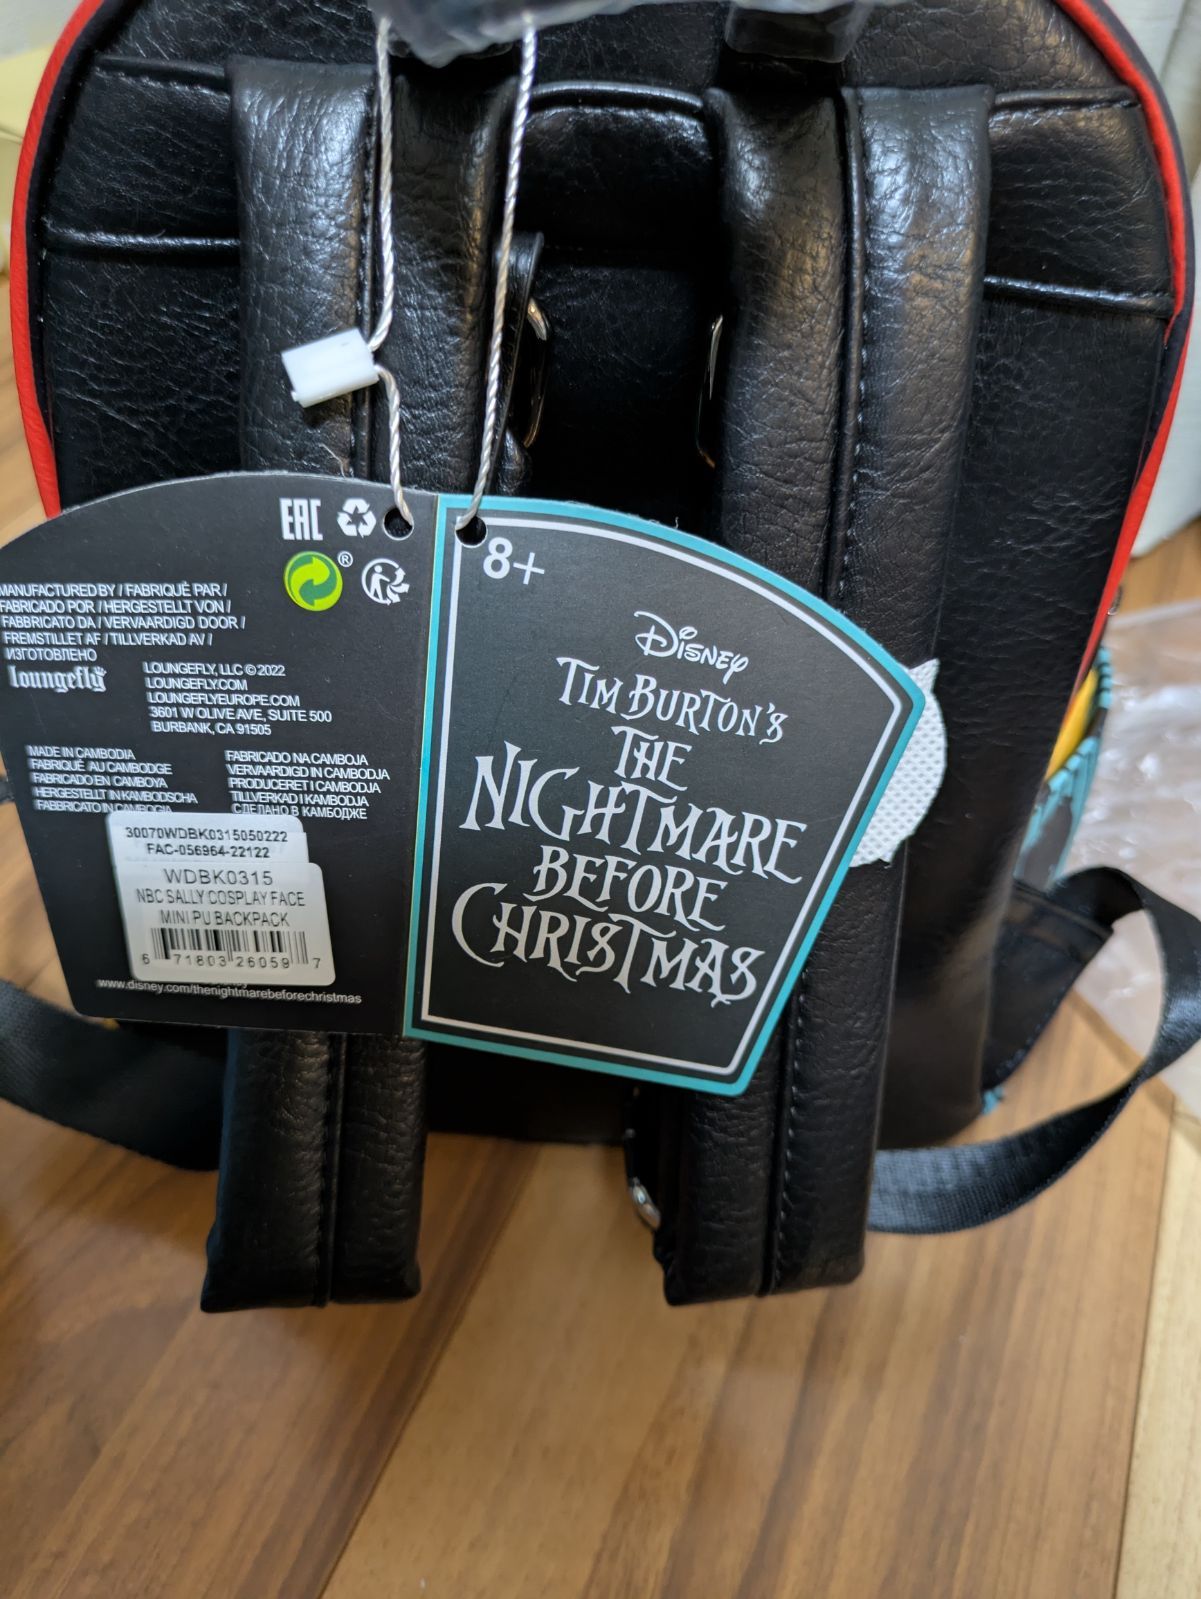 EAC
®
MANUFACTURED BY / FABRIQUÉ PAR /
FABRICADO POR / HERGESTELLT VON /
FABBRICATO DA / VERVAARDIGD DOOR /
FREMSTILLET AF / TILLVERKAD AV /
ИЗГОТОВЛЕНО
loungefly
LOUNGEFLY, LLC © 2022
LOUNGEFLY.COM
LOUNGEFLYEUROPE.COM
3601 W OLIVE AVE, SUITE 500
BURBANK, CA 91505
MADE IN CAMBODIA
FABRIQUÉ AU CAMBODGE
FABRICADO EN CAMBOYA
HERGESTELLT IN KAMBODSCHA
FABBRICATO IN CAMBOGIA
FABRICADO NA CAMBOJA
VERVAARDIGD IN CAMBODJA
PRODUCERET I CAMBODJA
TILLVERKAD I KAMBODJA
СДЕЛАНО В КАМБОДЖЕ
30070WDBK0315050222
FAC-056964-22122
WDBK0315
NBC SALLY COSPLAY FACE
MINI PU BACKPACK
6 71803 26059 7
www.disney.com/thenightmarebeforechristmas
8+
Disney
TIM BURTON'S
THE
NIGHTMARE
BEFORE
CHRISTMAS